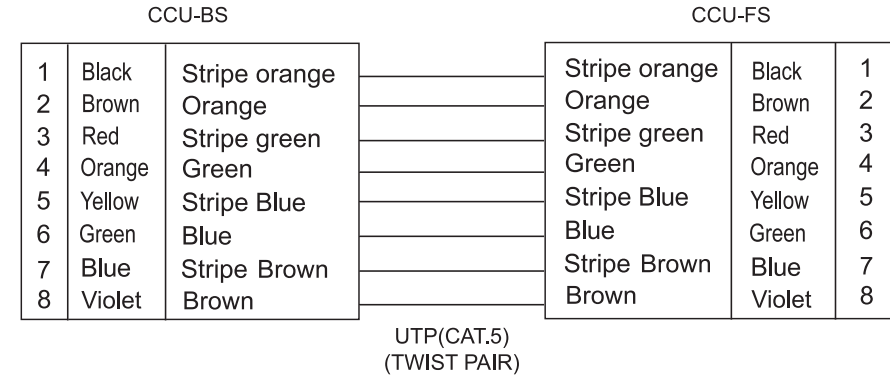 CCU-BS CCU-FS
1 Black Stripe orange Stripe orange Black 1
2 Brown Orange Orange Brown 2
3 Red Stripe green Stripe green Red 3
4 Orange Green Green Orange 4
5 Yellow Stripe Blue Stripe Blue Yellow 5
6 Green Blue Blue Green 6
7 Blue Stripe Brown Stripe Brown Blue 7
8 Violet Brown Brown Violet 8
UTP(CAT.5)
(TWIST PAIR)